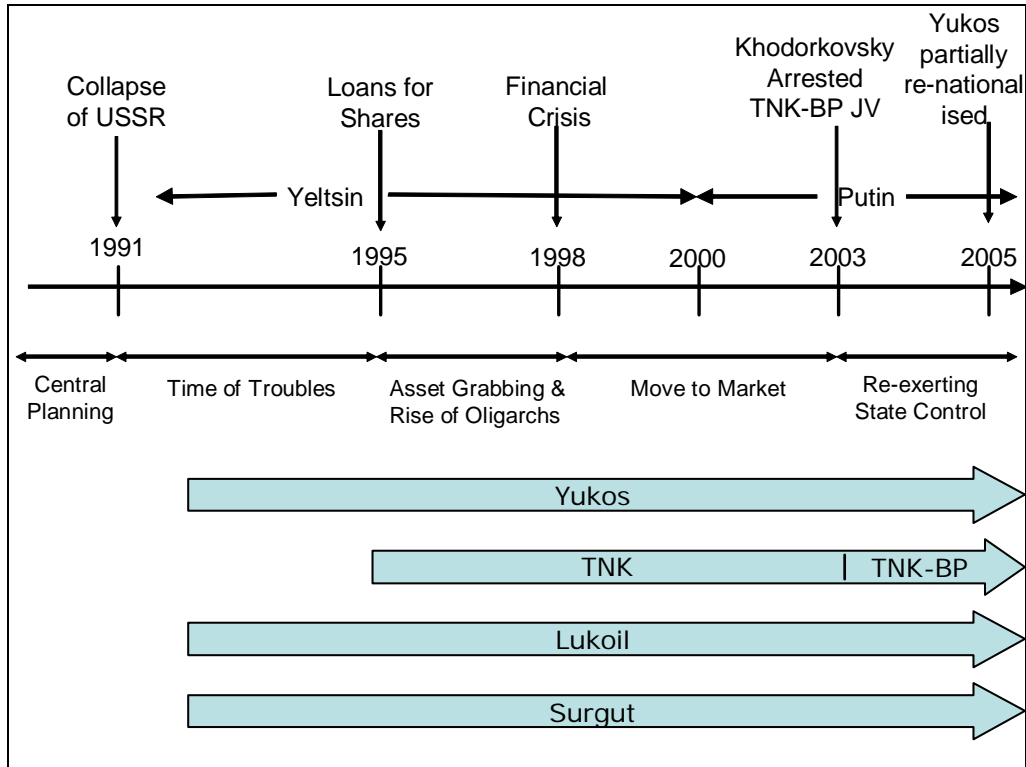 Collapse
of USSR
Loans for
Shares
Financial
Crisis
Khodorkovsky
Arrested
TNK-BP JV
Yukos
partially
re-national
ised
Yeltsin
Putin
1991
1995
1998
2000
2003
2005
Central
Planning
Time of Troubles
Asset Grabbing &
Rise of Oligarchs
Move to Market
Re-exerting
State Control
Yukos
TNK
TNK-BP
Lukoil
Surgut